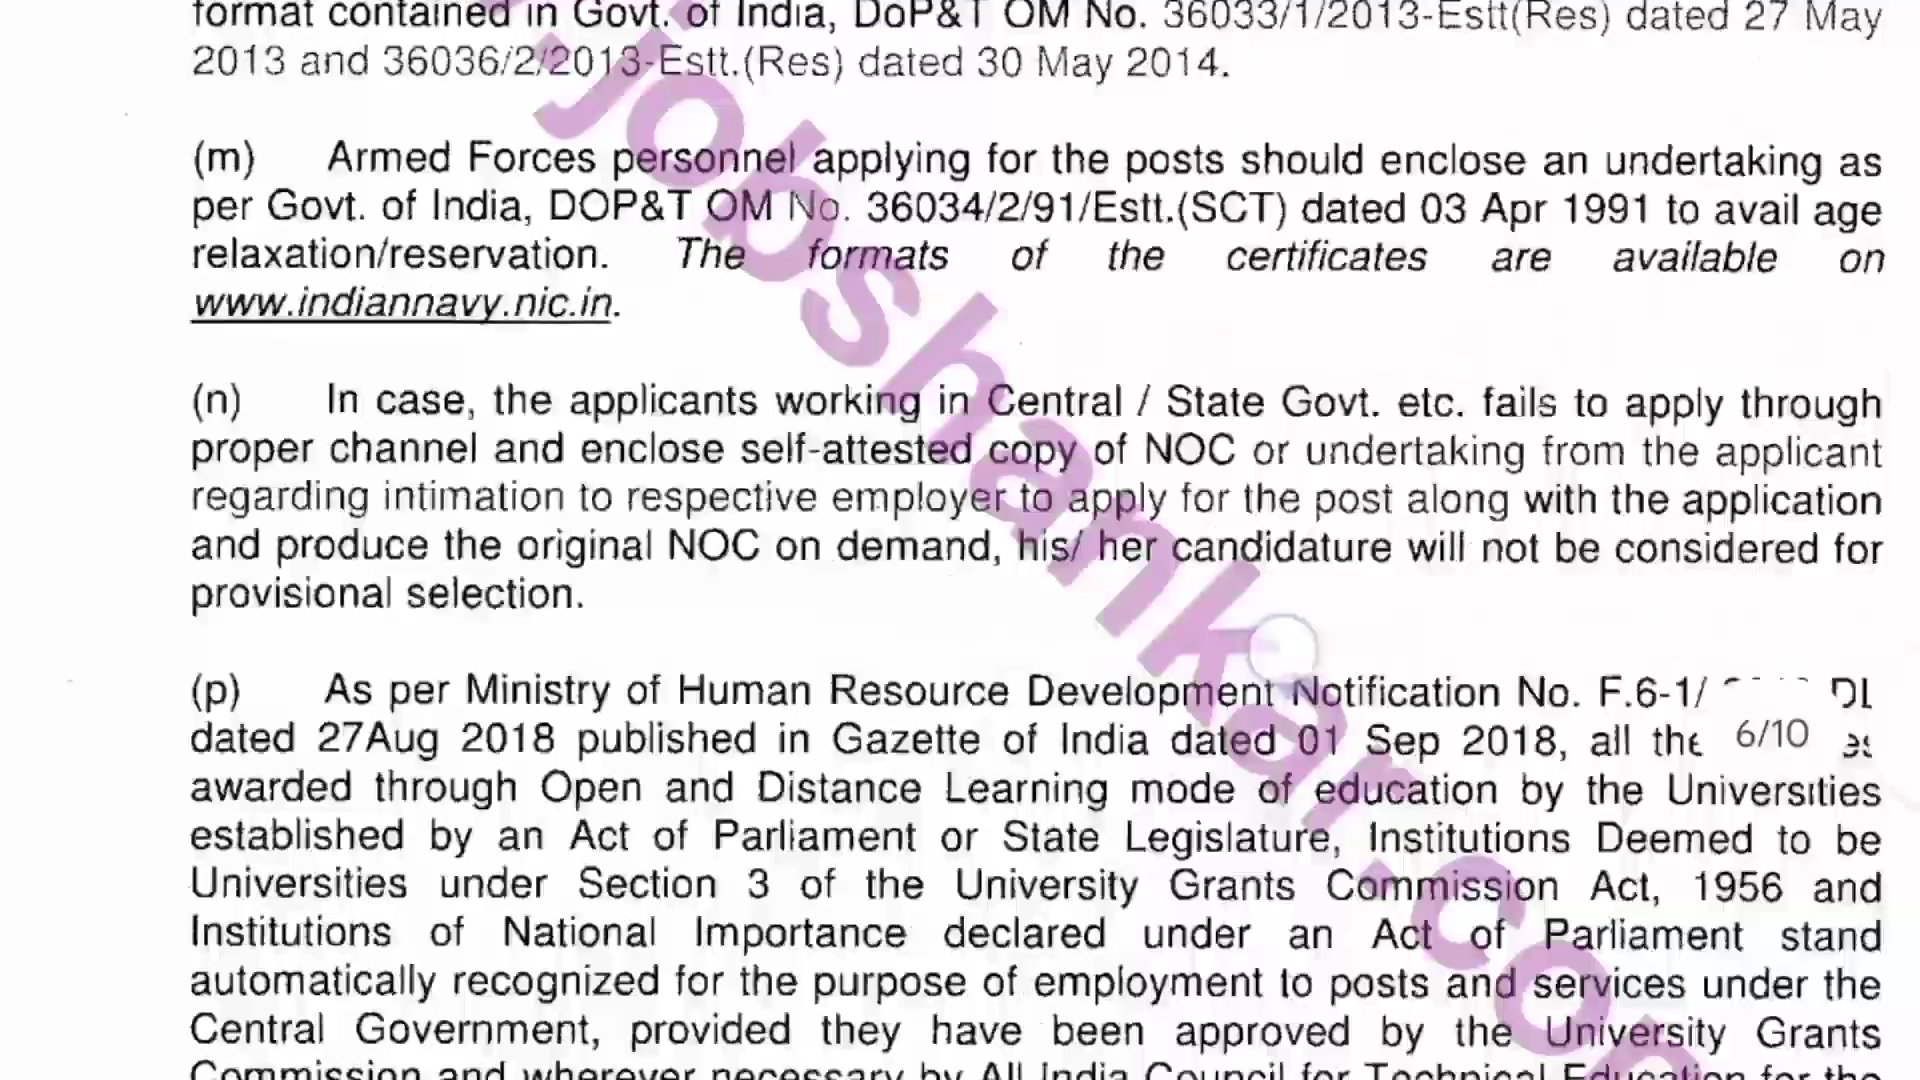 format contained in Govt. of India, DoP&T OM No. 36033/1/2013-Estt(Res) dated 27 May
2013 and 36036/2/2013-Estt.(Res) dated 30 May 2014.
(m) Armed Forces personnel applying for the posts should enclose an undertaking as
per Govt. of India, DOP&T OM No. 36034/2/91/Estt.(SCT) dated 03 Apr 1991 to avail age
relaxation/reservation. The formats of the certificates are available on
www.indiannavy.nic.in.
(n) In case, the applicants working in Central / State Govt. etc. fails to apply through
proper channel and enclose self-attested copy of NOC or undertaking from the applicant
regarding intimation to respective employer to apply for the post along with the application
and produce the original NOC on demand, his/ her candidature will not be considered for
provisional selection.
(p) As per Ministry of Human Resource Development Notification No. F.6-1/
dated 27Aug 2018 published in Gazette of India dated 01 Sep 2018, all the
6/10
awarded through Open and Distance Learning mode of education by the Universities
established by an Act of Parliament or State Legislature, Institutions Deemed to be
Universities under Section 3 of the University Grants Commission Act, 1956 and
Institutions of National Importance declared under an Act of Parliament stand
automatically recognized for the purpose of employment to posts and services under the
Central Government, provided they have been approved by the University Grants
Commission and wherever necessary by All India Council for Technical Education for the
jobshankar.com